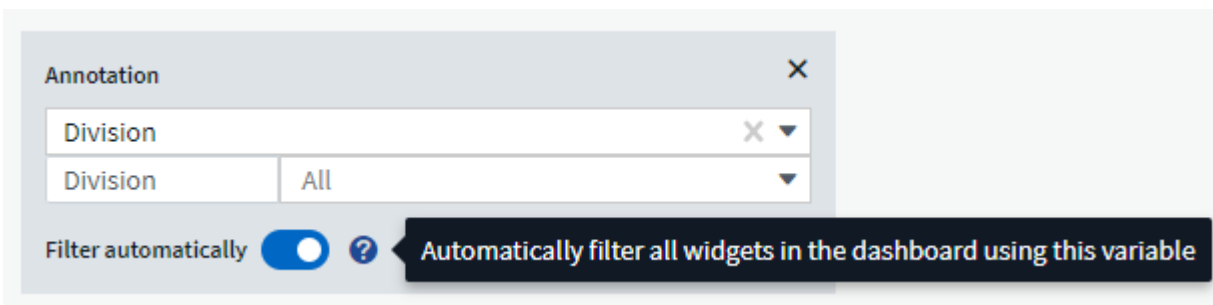 Annotation
Division
Division All
Filter automatically Automatically filter all widgets in the dashboard using this variable